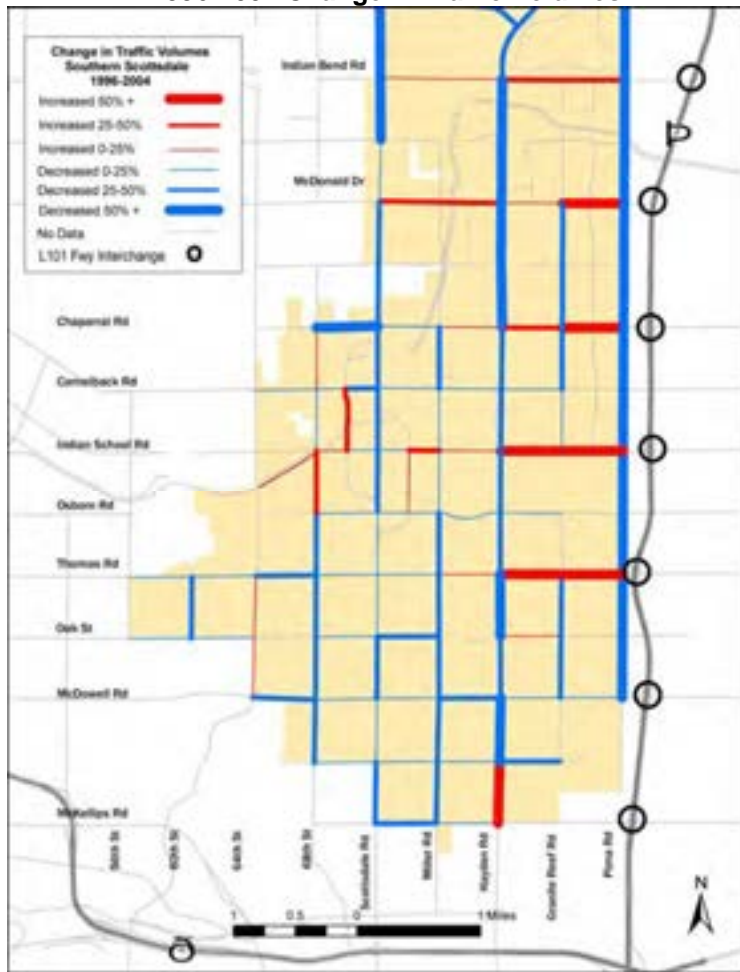 Change in Traffic Volumes
Southern Scottsdale
1996-2004
Increased 50% +
Increased 25-50%
Increased 0-25%
Decreased 0-25%
Decreased 25-50%
Decreased 50% +
No Data
L101 Fwy Interchange
Indian Bend Rd
McDonald Dr
Chaparral Rd
Camelback Rd
Indian School Rd
Osborn Rd
Thomas Rd
Oak St
McDowell Rd
McKellips Rd
56th St
60th St
64th St
68th St
Scottsdale Rd
Miller Rd
Hayden Rd
Granite Reef Rd
Pima Rd
N
1 0.5 0 1 Miles